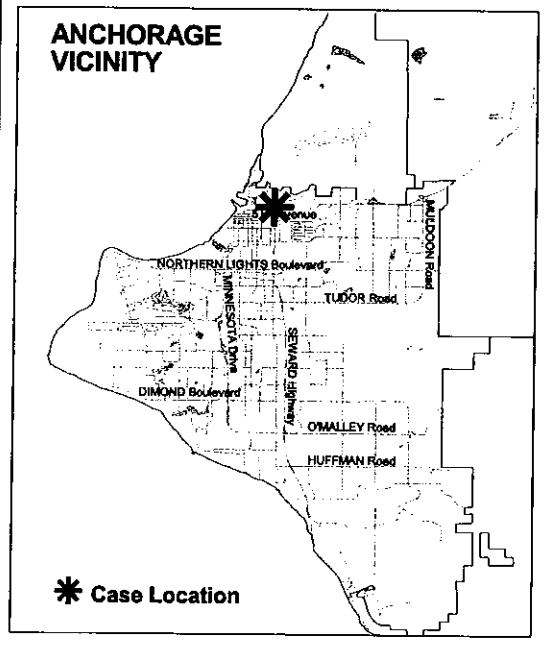 ANCHORAGE
VICINITY
5 venue
MULDOON Road
NORTHERN LIGHTS Boulevard
TUDOR Road
MINNESOTA Drive
SEWARD Highway
DIMOND Boulevard
O'MALLEY Road
HUFFMAN Road
Case Location